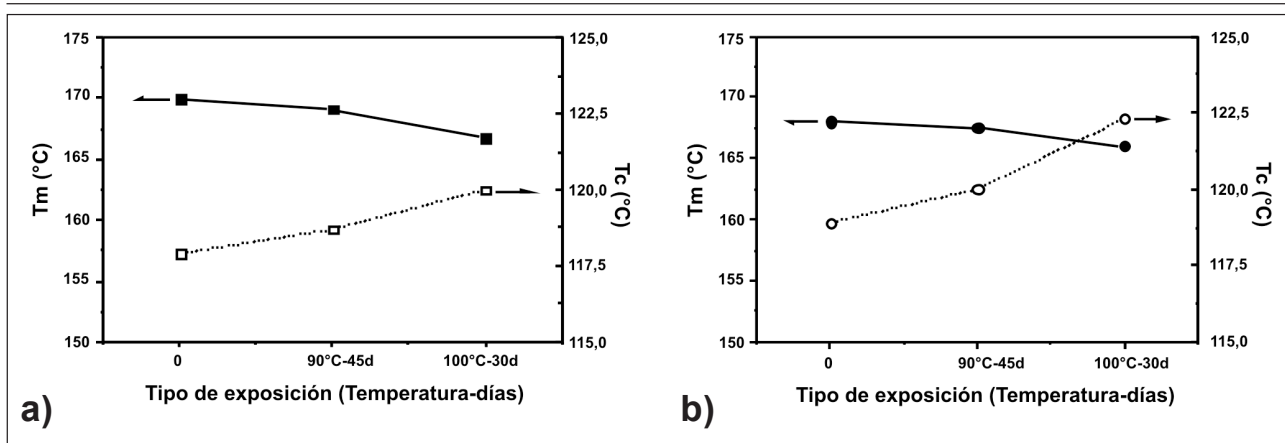 175
170
165
160
155
150
Tm (°C)
125,0
122,5
120,0
117,5
115,0
Tc (°C)
0
90°C-45d
100°C-30d
Tipo de exposición (Temperatura-días)
a)
175
170
165
160
155
150
Tm (°C)
125,0
122,5
120,0
117,5
115,0
Tc (°C)
0
90°C-45d
100°C-30d
Tipo de exposición (Temperatura-días)
b)